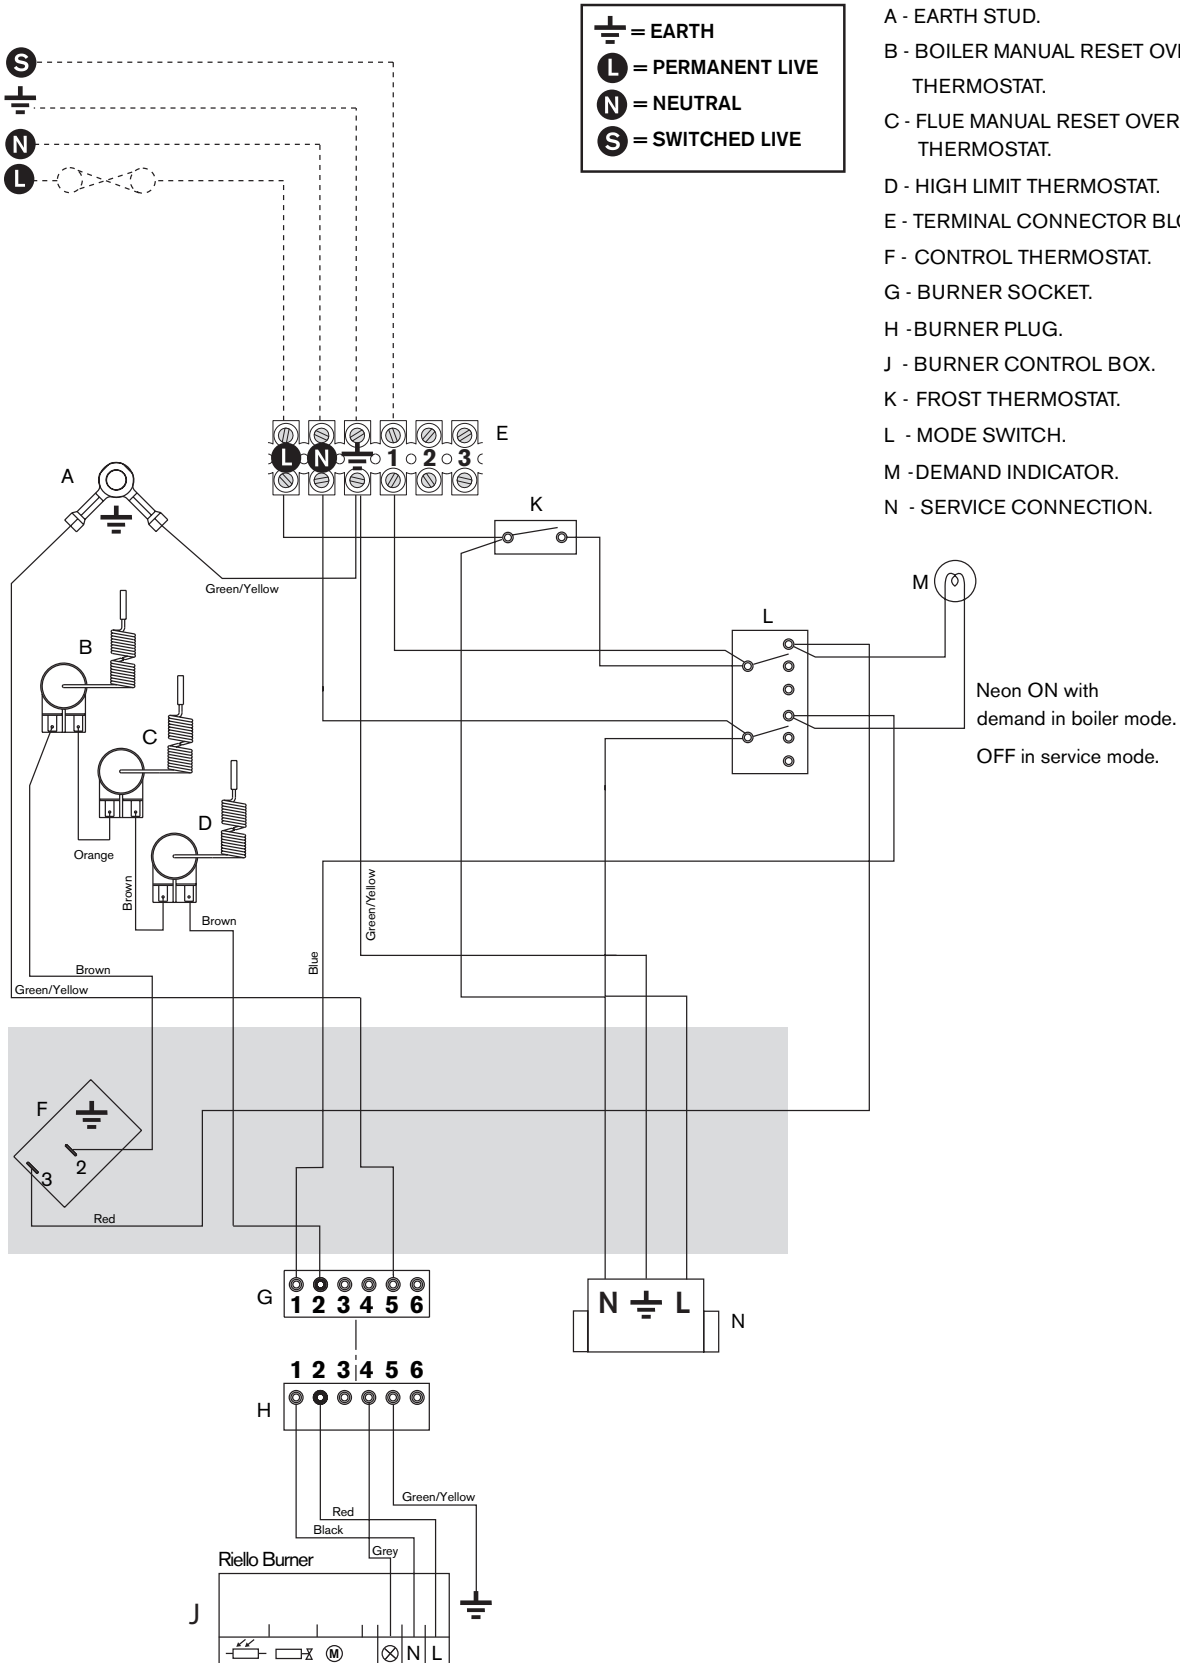 S
N
L
= EARTH
L = PERMANENT LIVE
N = NEUTRAL
S = SWITCHED LIVE
A - EARTH STUD.
B - BOILER MANUAL RESET
THERMOSTAT.
C - FLUE MANUAL RESET OVER
THERMOSTAT.
D - HIGH LIMIT THERMOSTAT.
E - TERMINAL CONNECTOR
F - CONTROL THERMOSTAT.
G - BURNER SOCKET.
H -BURNER PLUG.
J - BURNER CONTROL BOX.
K - FROST THERMOSTAT.
L - MODE SWITCH.
M -DEMAND INDICATOR.
N - SERVICE CONNECTION.
E
L N 1 2 3
A
K
Green/Yellow
M
L
B
Neon ON with
demand in boiler mode.
OFF in service mode.
C
D
Orange
Brown
Green/Yellow
Brown
Blue
Brown
Green/Yellow
F
2
3
Red
G
1 2 3 4 5 6
N L
N
1 2 3 4 5 6
H
Green/Yellow
Red
Black
Grey
Riello Burner
J
M N L